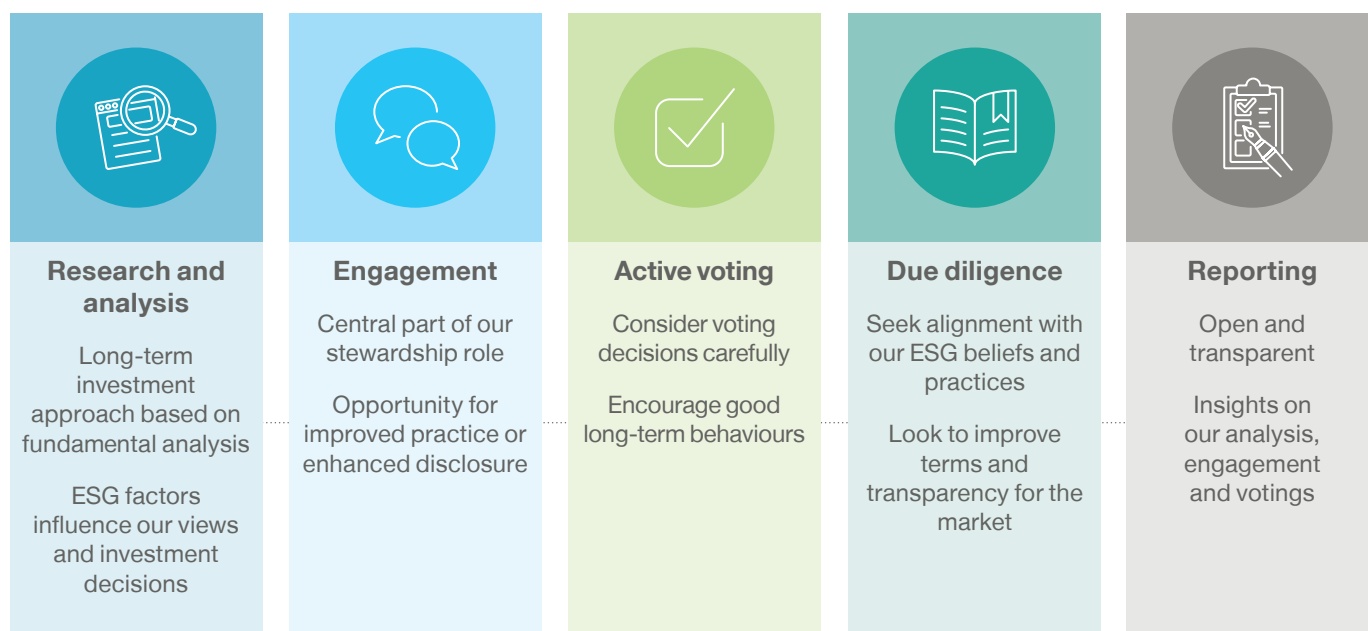 Research and
analysis
Long-term
investment
approach based on
fundamental analysis
ESG factors
influence our views
and investment
decisions
Engagement
Central part of our
stewardship role
Opportunity for
improved practice or
enhanced disclosure
Active voting
Consider voting
decisions carefully
Encourage good
long-term behaviours
Due diligence
Seek alignment with
our ESG beliefs and
practices
Look to improve
terms and
transparency for the
market
Reporting
Open and
transparent
Insights on
our analysis,
engagement
and votings